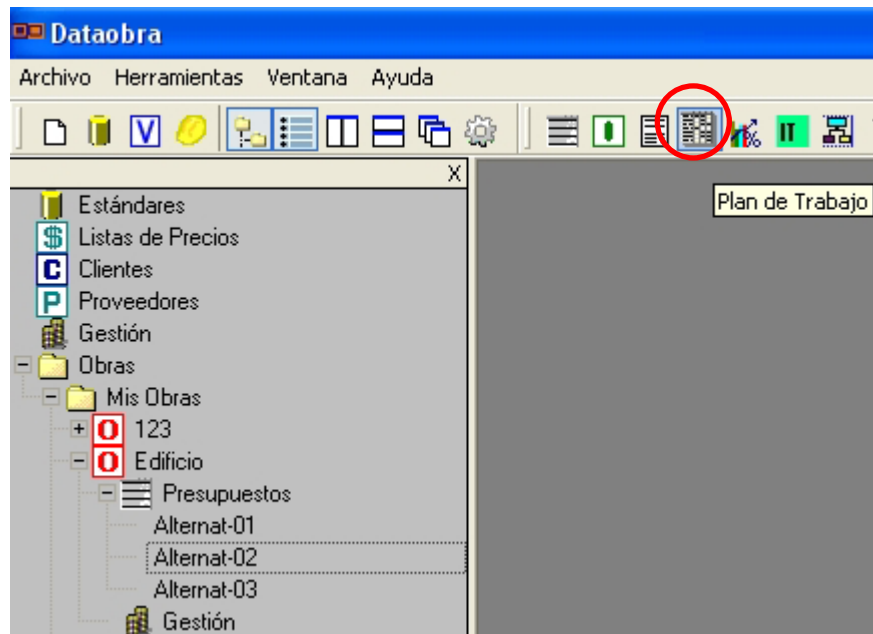 Dataobra
Archivo Herramientas Ventana Ayuda
V IT
X
Plan de Trabajo
Estándares
$ Listas de Precios
C Clientes
P Proveedores
Gestión
Obras
Mis Obras
O 123
O Edificio
Presupuestos
Alternat-01
Alternat-02
Alternat-03
Gestión